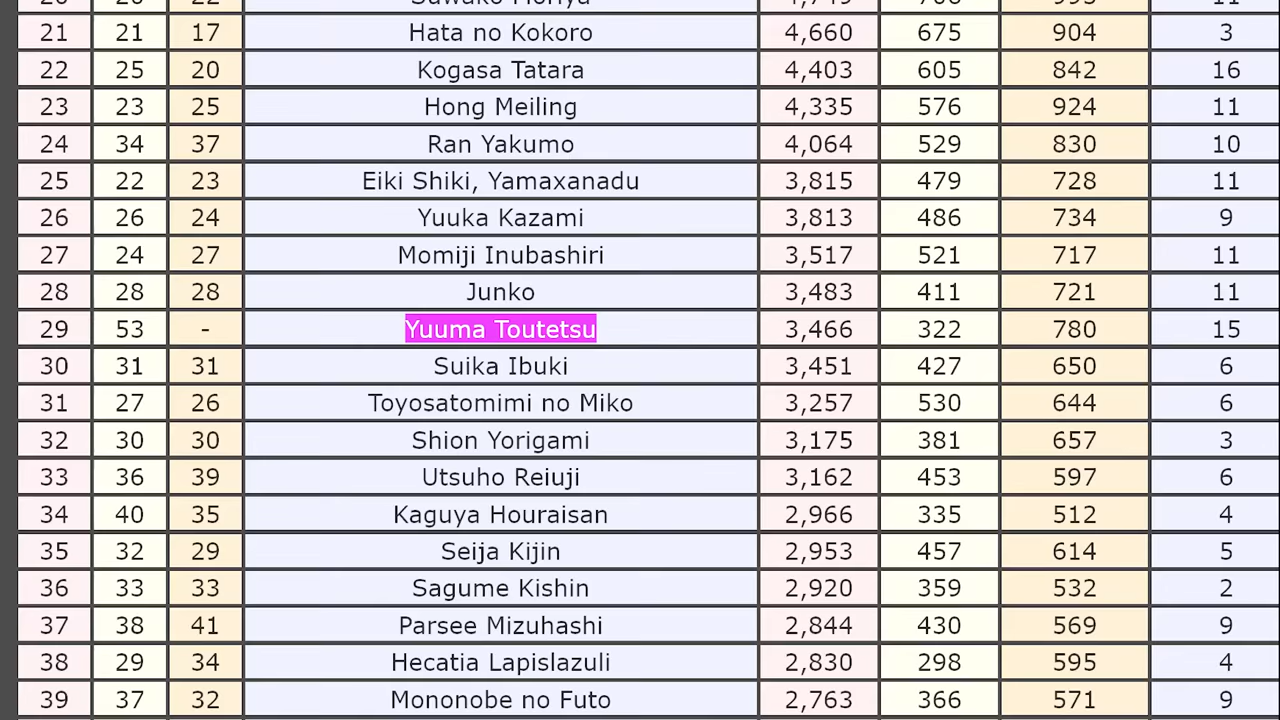 21 21 17 Hata no Kokoro 4,660 675 904 3
22 25 20 Kogasa Tatara 4,403 605 842 16
23 23 25 Hong Meiling 4,335 576 924 11
24 34 37 Ran Yakumo 4,064 529 830 10
25 22 23 Eiki Shiki, Yamaxanadu 3,815 479 728 11
26 26 24 Yuuka Kazami 3,813 486 734 9
27 24 27 Momiji Inubashiri 3,517 521 717 11
28 28 28 Junko 3,483 411 721 11
29 53 - Yuuma Toutetsu 3,466 322 780 15
30 31 31 Suika Ibuki 3,451 427 650 6
31 27 26 Toyosatomimi no Miko 3,257 530 644 6
32 30 30 Shion Yorigami 3,175 381 657 3
33 36 39 Utsuho Reiuji 3,162 453 597 6
34 40 35 Kaguya Houraisan 2,966 335 512 4
35 32 29 Seija Kijin 2,953 457 614 5
36 33 33 Sagume Kishin 2,920 359 532 2
37 38 41 Parsee Mizuhashi 2,844 430 569 9
38 29 34 Hecatia Lapislazuli 2,830 298 595 4
39 37 32 Mononobe no Futo 2,763 366 571 9